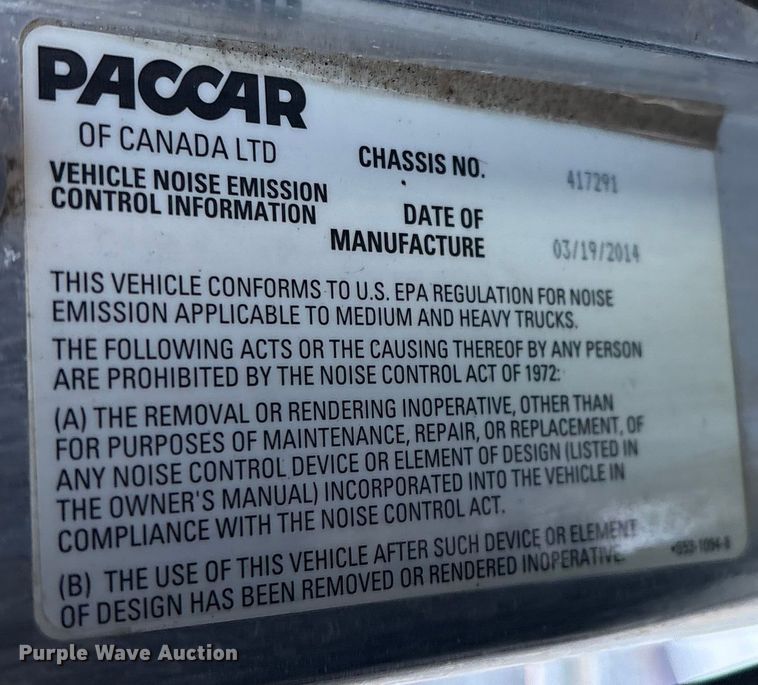 PACCAR
OF CANADA LTD
VEHICLE NOISE EMISSION
CONTROL INFORMATION
CHASSIS NO. 417291
DATE OF
MANUFACTURE 03/19/2014
THIS VEHICLE CONFORMS TO U.S. EPA REGULATION FOR NOISE
EMISSION APPLICABLE TO MEDIUM AND HEAVY TRUCKS.
THE FOLLOWING ACTS OR THE CAUSING THEREOF BY ANY PERSON
ARE PROHIBITED BY THE NOISE CONTROL ACT OF 1972:
(A) THE REMOVAL OR RENDERING INOPERATIVE, OTHER THAN
FOR PURPOSES OF MAINTENANCE, REPAIR, OR REPLACEMENT, OF
ANY NOISE CONTROL DEVICE OR ELEMENT OF DESIGN (LISTED IN
THE OWNER'S MANUAL) INCORPORATED INTO THE VEHICLE IN
COMPLIANCE WITH THE NOISE CONTROL ACT.
(B) THE USE OF THIS VEHICLE AFTER SUCH DEVICE OR ELEMENT
OF DESIGN HAS BEEN REMOVED OR RENDERED INOPERATIVE.
Purple Wave Auction